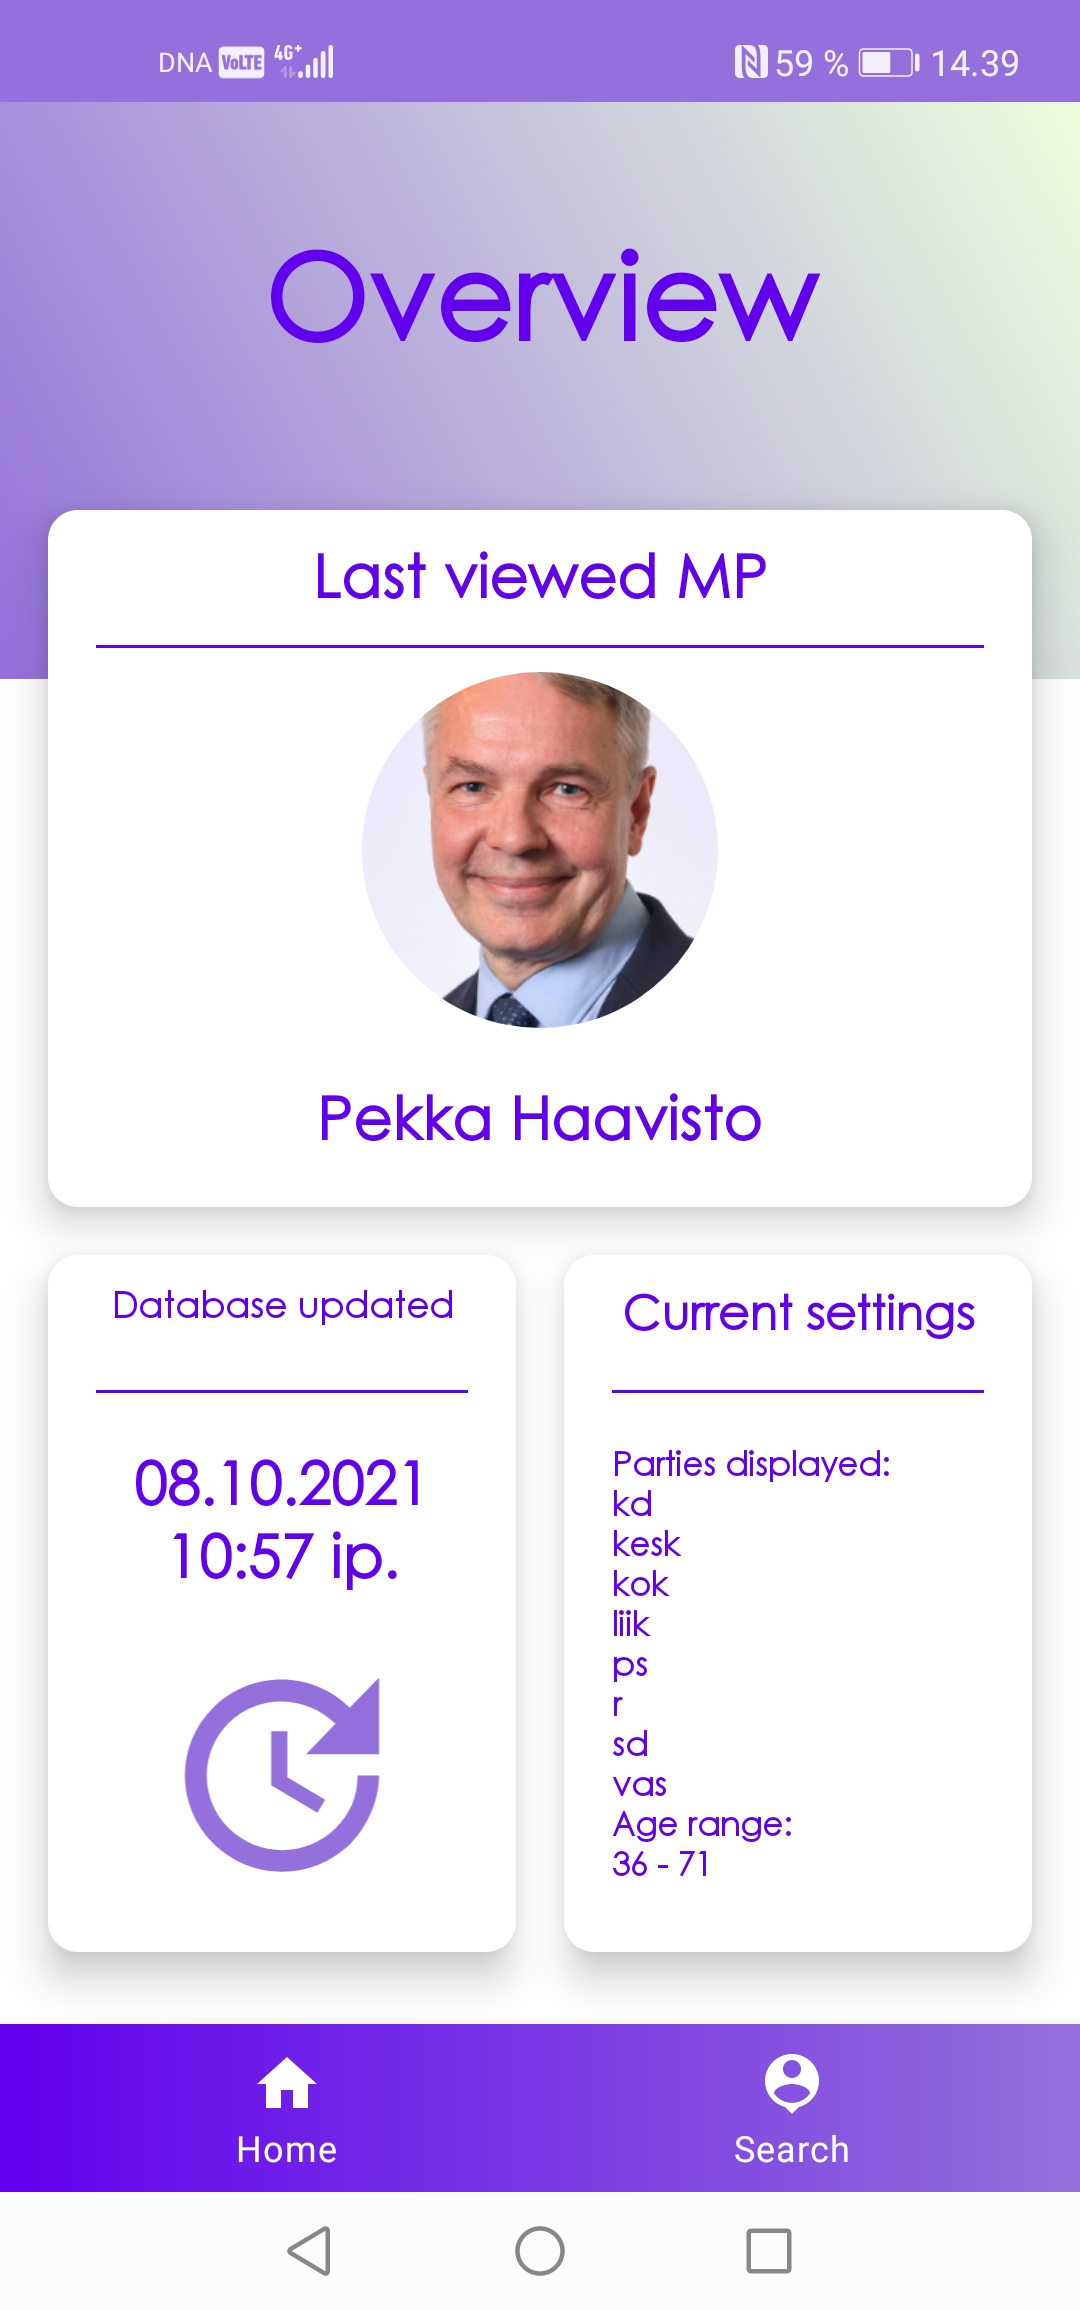 DNA VoLTE 4G+ 59 % 14.39
Overview
Last viewed MP
Pekka Haavisto
Database updated
08.10.2021
10:57 ip.
Current settings
Parties displayed:
kd
kesk
kok
liik
ps
r
sd
vas
Age range:
36 - 71
Home
Search